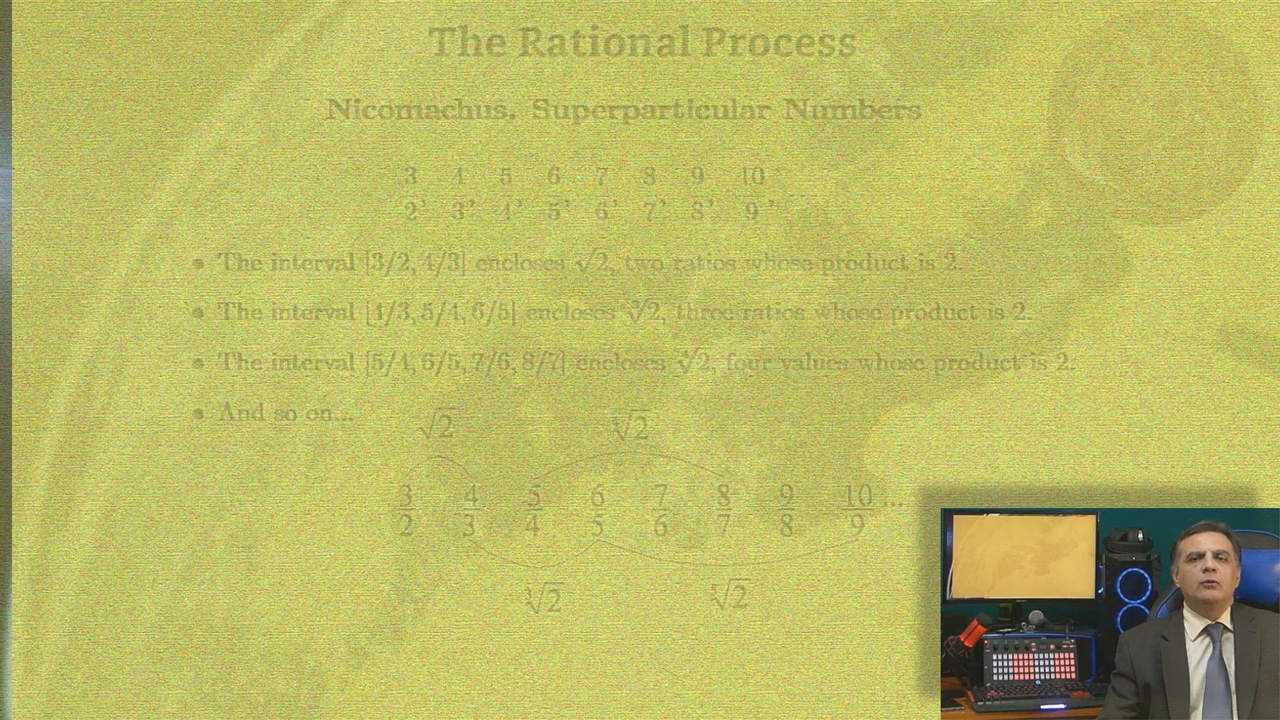 The Rational Process
Nicomachus. Superparticular Numbers
3 4 5 6 7 8 9 10
2' 3' 4' 5' 6' 7' 8' 9 ' ...
• The interval [3/2, 4/3] encloses √2, two ratios whose product is 2.
• The interval [4/3, 5/4, 6/5] encloses ∛2, three ratios whose product is 2.
• The interval [5/4, 6/5, 7/6, 8/7] encloses ∜2, four values whose product is 2.
• And so on...
√2 ∜2
3/2 4/3 5/4 6/5 7/6 8/7 9/8 10/9 ...
∛2 ⁵√2